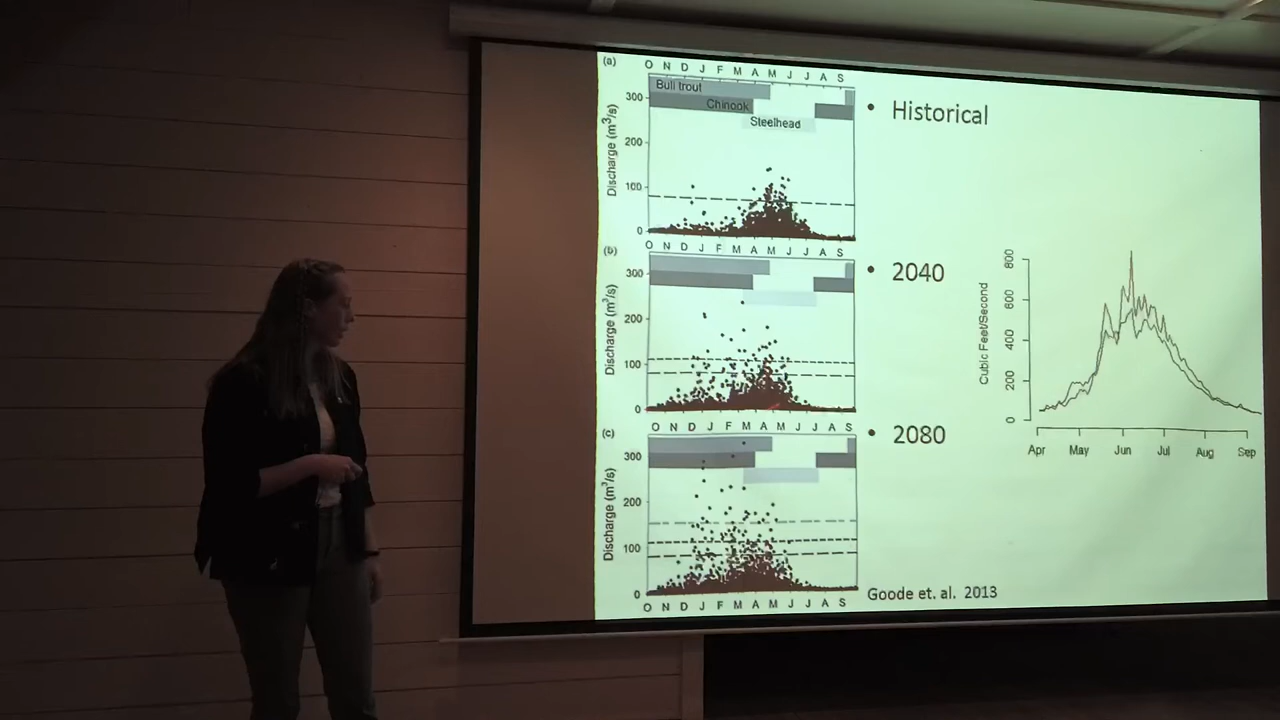 (a)
O N D J F M A M J J A S
Bull trout
Chinook
Steelhead
300
200
100
0
Discharge (m³/s)
• Historical
(b)
O N D J F M A M J J A S
300
200
100
0
Discharge (m³/s)
• 2040
(c)
O N D J F M A M J J A S
300
200
100
0
Discharge (m³/s)
O N D J F M A M J J A S
• 2080
800
600
400
200
0
Cubic Feet/Second
Apr May Jun Jul Aug Sep
Goode et. al. 2013